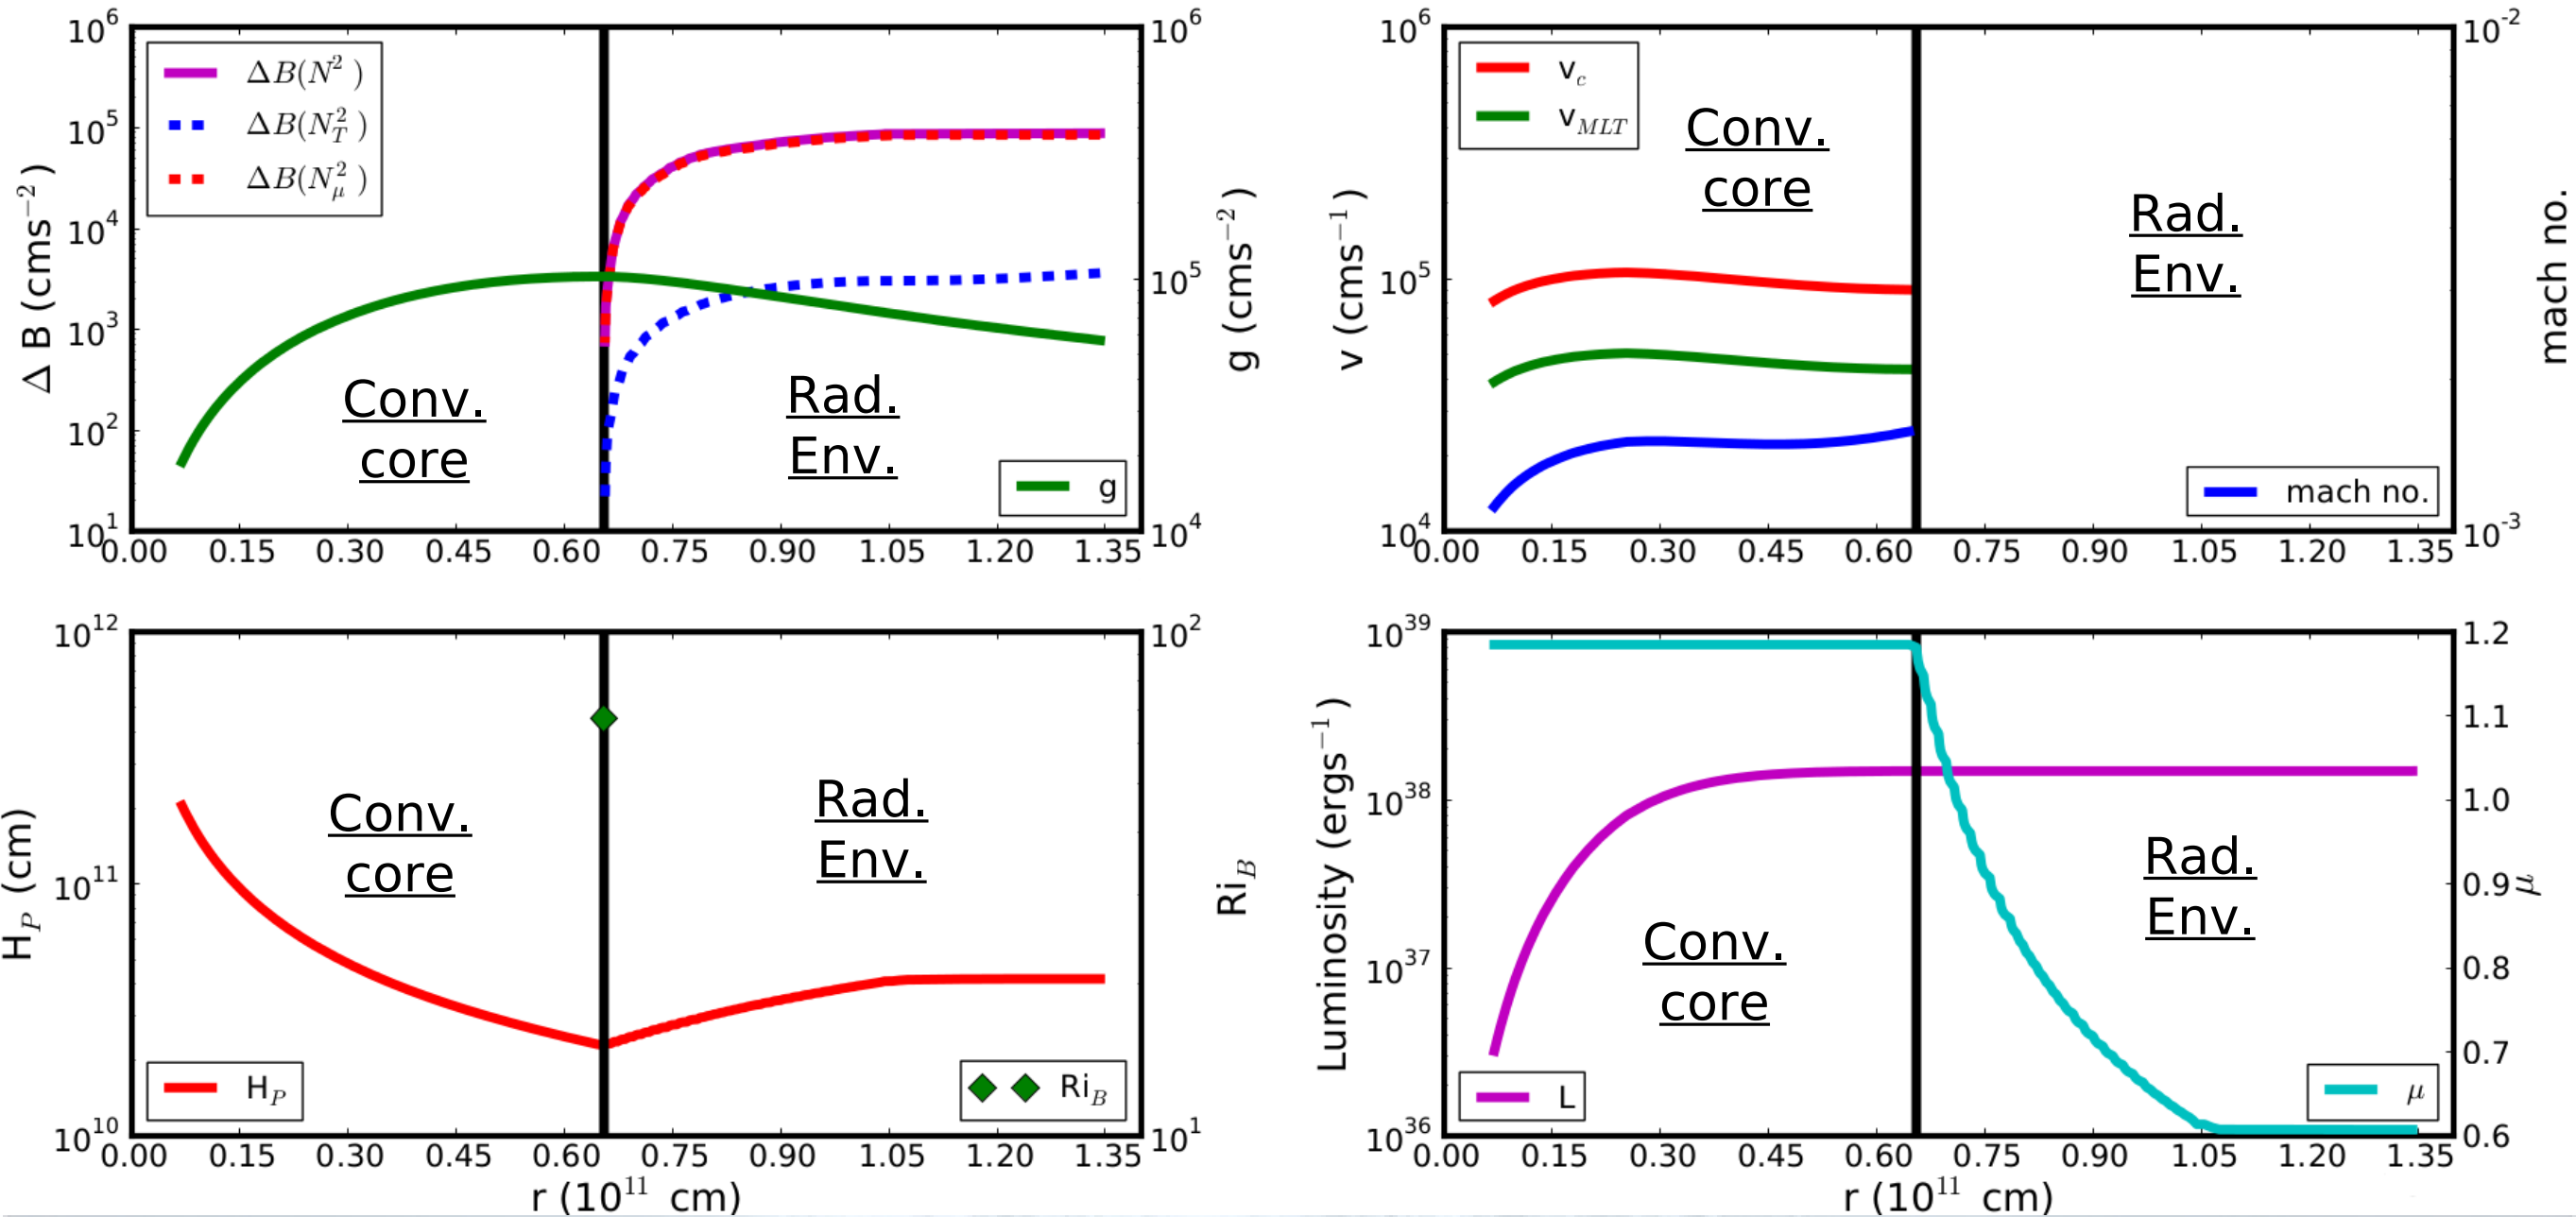 10^6
10^5
10^4
10^3
10^2
10^1
Δ B (cms^-2)
ΔB(N^2)
ΔB(N_T^2)
ΔB(N_μ^2)
Conv.
core
Rad.
Env.
g
10^6
10^5
10^4
g (cms^-2)
0.00 0.15 0.30 0.45 0.60 0.75 0.90 1.05 1.20 1.35
10^6
10^5
10^4
v (cms^-1)
v_c
v_MLT
Conv.
core
Rad.
Env.
mach no.
10^-2
10^-3
mach no.
0.00 0.15 0.30 0.45 0.60 0.75 0.90 1.05 1.20 1.35
10^12
10^11
10^10
H_P (cm)
Conv.
core
Rad.
Env.
H_P
Ri_B
10^2
10^1
Ri_B
0.00 0.15 0.30 0.45 0.60 0.75 0.90 1.05 1.20 1.35
r (10^11 cm)
10^39
10^38
10^37
10^36
Luminosity (ergs^-1)
Conv.
core
Rad.
Env.
L
μ
1.2
1.1
1.0
0.9
0.8
0.7
0.6
μ
0.00 0.15 0.30 0.45 0.60 0.75 0.90 1.05 1.20 1.35
r (10^11 cm)